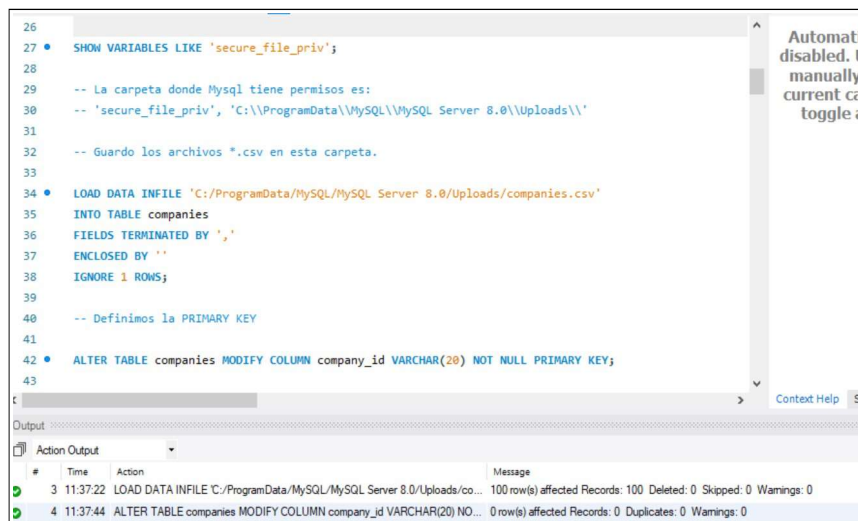 26
27 SHOW VARIABLES LIKE 'secure_file_priv';
28
29 -- La carpeta donde Mysql tiene permisos es:
30 -- 'secure_file_priv', 'C:\\ProgramData\\MySQL\\MySQL Server 8.0\\Uploads\\'
31
32 -- Guardo los archivos *.csv en esta carpeta.
33
34 LOAD DATA INFILE 'C:/ProgramData/MySQL/MySQL Server 8.0/Uploads/companies.csv'
35 INTO TABLE companies
36 FIELDS TERMINATED BY ','
37 ENCLOSED BY ''
38 IGNORE 1 ROWS;
39
40 -- Definimos la PRIMARY KEY
41
42 ALTER TABLE companies MODIFY COLUMN company_id VARCHAR(20) NOT NULL PRIMARY KEY;
43
Automat
disabled.
manually
current ca
toggle a
Context Help S
Output
Action Output
# Time Action Message
3 11:37:22 LOAD DATA INFILE 'C:/ProgramData/MySQL/MySQL Server 8.0/Uploads/co... 100 row(s) affected Records: 100 Deleted: 0 Skipped: 0 Warnings: 0
4 11:37:44 ALTER TABLE companies MODIFY COLUMN company_id VARCHAR(20) NO... 0 row(s) affected Records: 0 Duplicates: 0 Warnings: 0